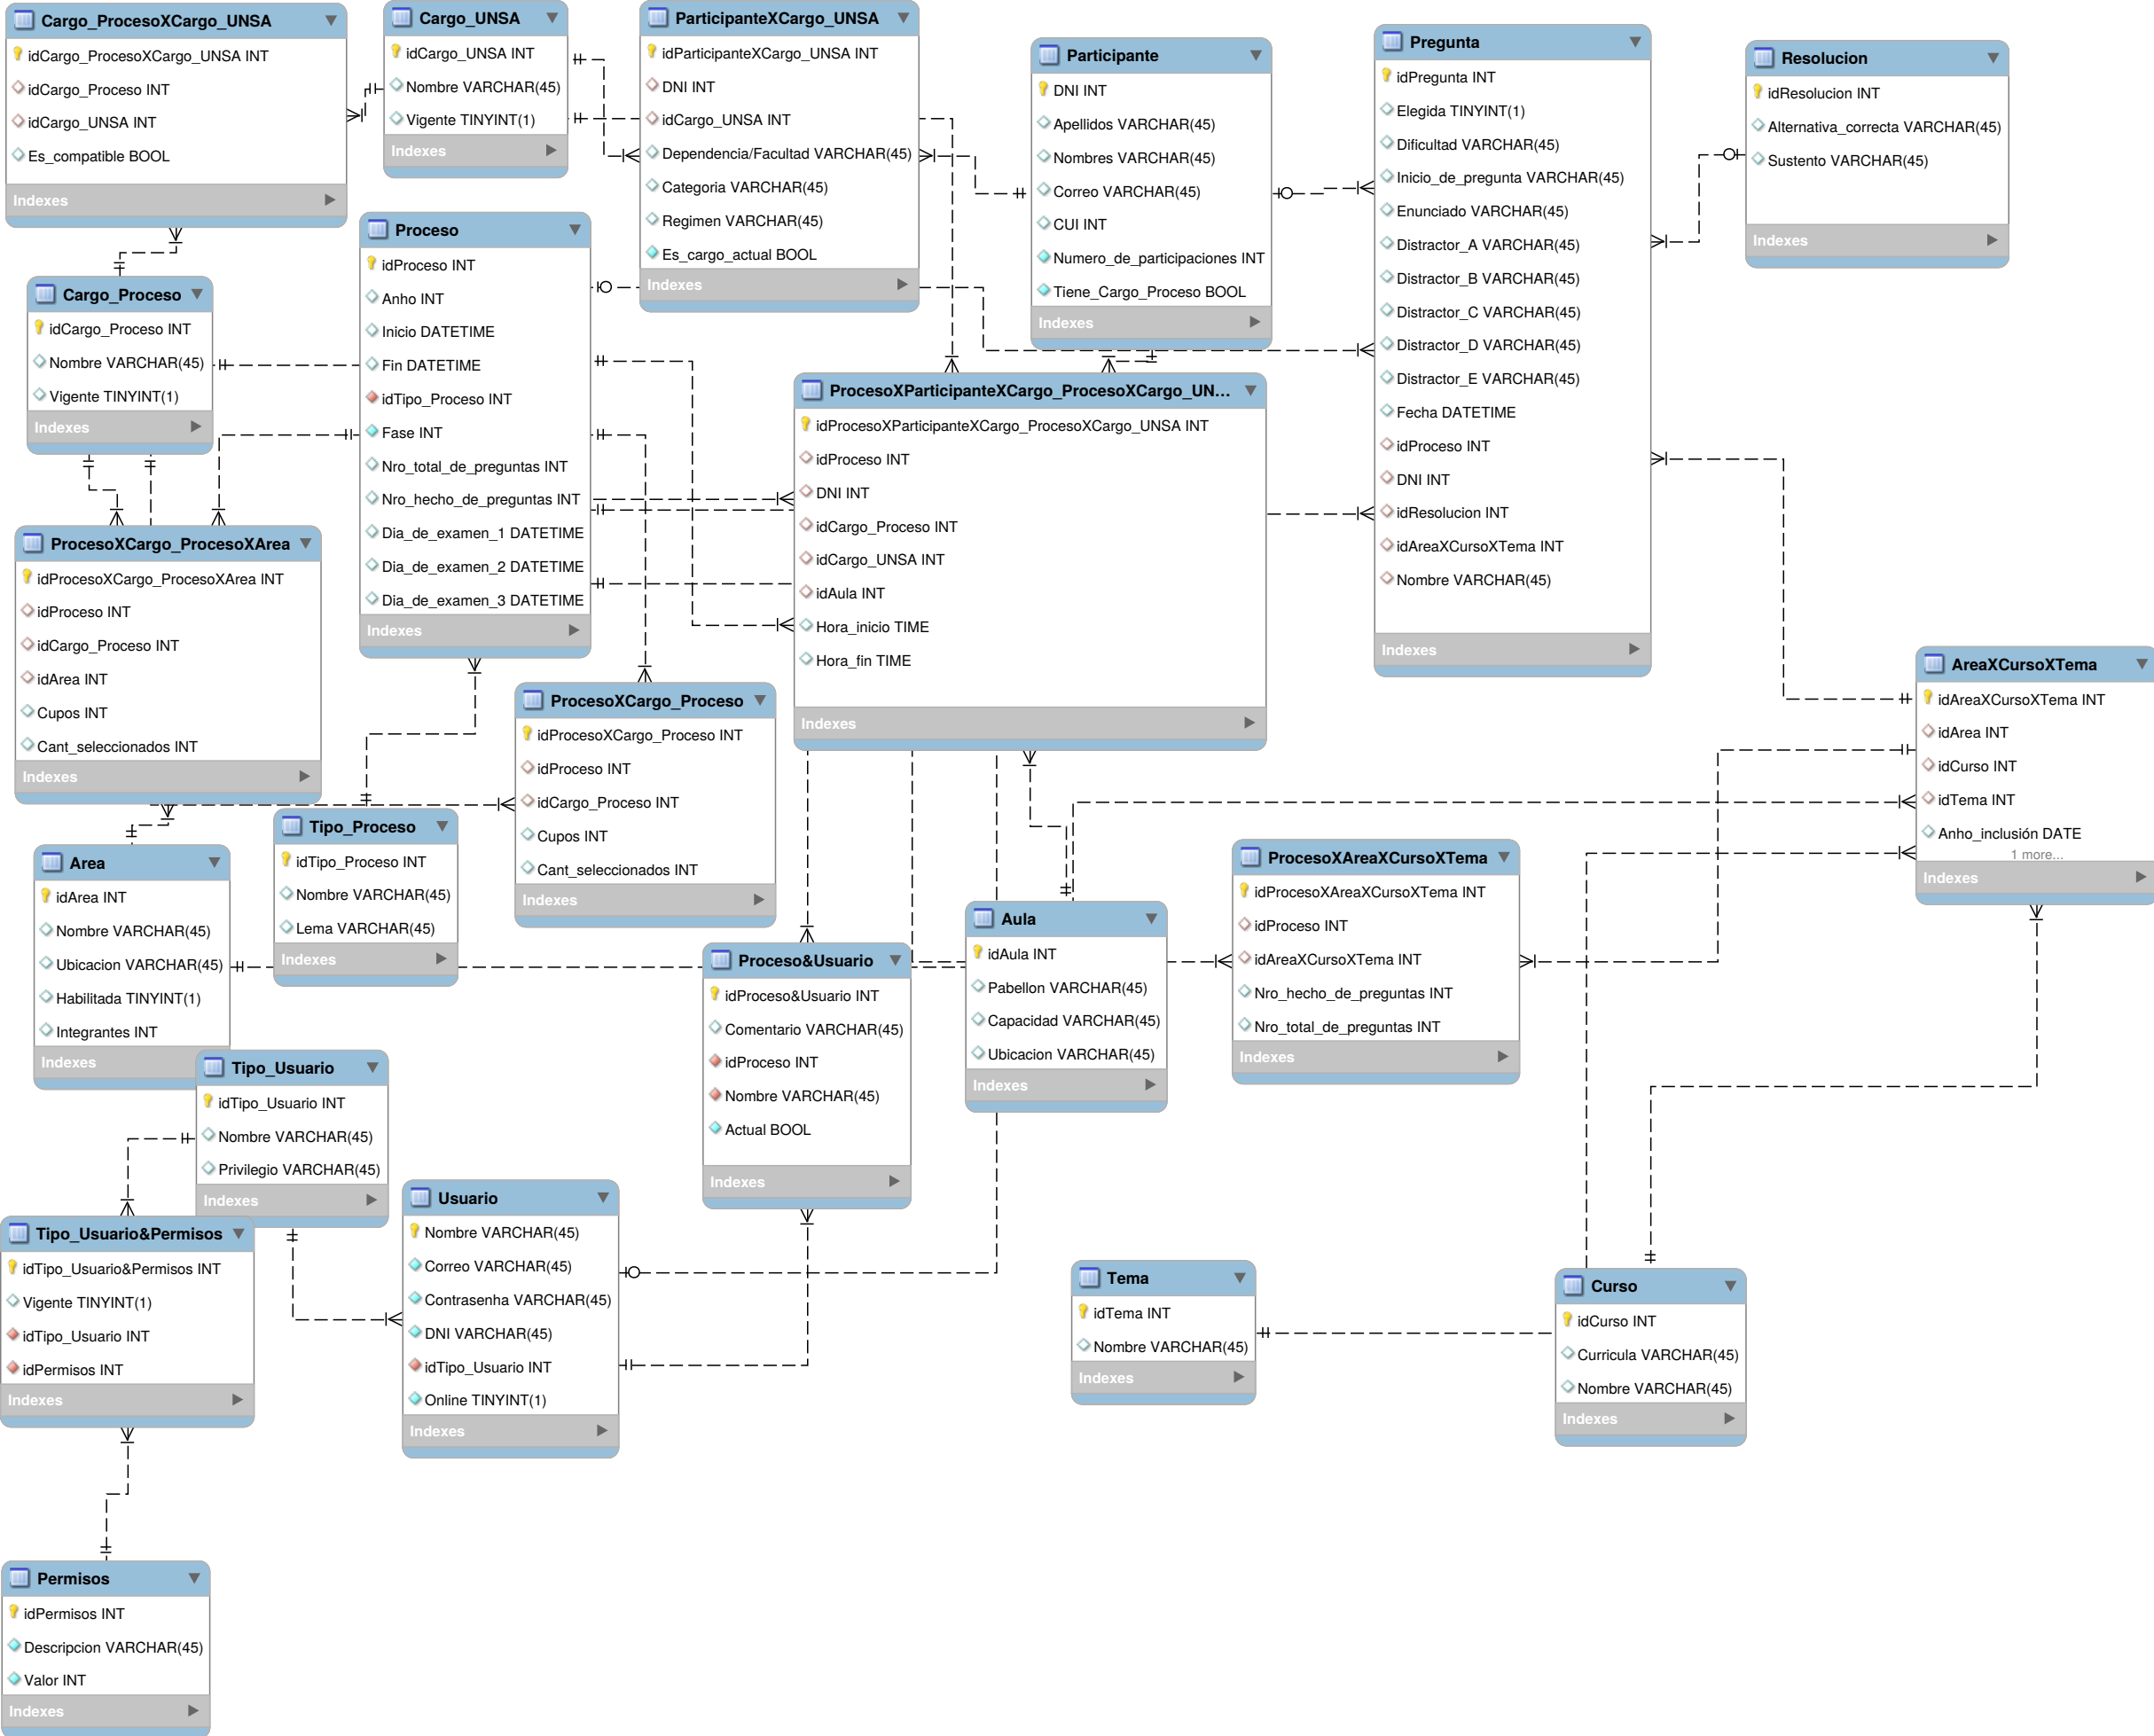 Cargo_ProcesoXCargo_UNSA
idCargo_ProcesoXCargo_UNSA INT
idCargo_Proceso INT
idCargo_UNSA INT
Es_compatible BOOL
Indexes
Cargo_UNSA
idCargo_UNSA INT
Nombre VARCHAR(45)
Vigente TINYINT(1)
Indexes
ParticipanteXCargo_UNSA
idParticipanteXCargo_UNSA INT
DNI INT
idCargo_UNSA INT
Dependencia/Facultad VARCHAR(45)
Categoria VARCHAR(45)
Regimen VARCHAR(45)
Es_cargo_actual BOOL
Indexes
Participante
DNI INT
Apellidos VARCHAR(45)
Nombres VARCHAR(45)
Correo VARCHAR(45)
CUI INT
Numero_de_participaciones INT
Tiene_Cargo_Proceso BOOL
Indexes
Pregunta
idPregunta INT
Elegida TINYINT(1)
Dificultad VARCHAR(45)
Inicio_de_pregunta VARCHAR(45)
Enunciado VARCHAR(45)
Distractor_A VARCHAR(45)
Distractor_B VARCHAR(45)
Distractor_C VARCHAR(45)
Distractor_D VARCHAR(45)
Distractor_E VARCHAR(45)
Fecha DATETIME
idProceso INT
DNI INT
idResolucion INT
idAreaXCursoXTema INT
Nombre VARCHAR(45)
Indexes
Resolucion
idResolucion INT
Alternativa_correcta VARCHAR(45)
Sustento VARCHAR(45)
Indexes
Proceso
idProceso INT
Anho INT
Inicio DATETIME
Fin DATETIME
idTipo_Proceso INT
Fase INT
Nro_total_de_preguntas INT
Nro_hecho_de_preguntas INT
Dia_de_examen_1 DATETIME
Dia_de_examen_2 DATETIME
Dia_de_examen_3 DATETIME
Indexes
Cargo_Proceso
idCargo_Proceso INT
Nombre VARCHAR(45)
Vigente TINYINT(1)
Indexes
ProcesoXParticipanteXCargo_ProcesoXCargo_UN...
idProcesoXParticipanteXCargo_ProcesoXCargo_UNSA INT
idProceso INT
DNI INT
idCargo_Proceso INT
idCargo_UNSA INT
idAula INT
Hora_inicio TIME
Hora_fin TIME
Indexes
ProcesoXCargo_ProcesoXArea
idProcesoXCargo_ProcesoXArea INT
idProceso INT
idCargo_Proceso INT
idArea INT
Cupos INT
Cant_seleccionados INT
Indexes
ProcesoXCargo_Proceso
idProcesoXCargo_Proceso INT
idProceso INT
idCargo_Proceso INT
Cupos INT
Cant_seleccionados INT
Indexes
AreaXCursoXTema
idAreaXCursoXTema INT
idArea INT
idCurso INT
idTema INT
Anho_inclusión DATE
1 more...
Indexes
Tipo_Proceso
idTipo_Proceso INT
Nombre VARCHAR(45)
Lema VARCHAR(45)
Indexes
Area
idArea INT
Nombre VARCHAR(45)
Ubicacion VARCHAR(45)
Habilitada TINYINT(1)
Integrantes INT
Indexes
ProcesoXAreaXCursoXTema
idProcesoXAreaXCursoXTema INT
idProceso INT
idAreaXCursoXTema INT
Nro_hecho_de_preguntas INT
Nro_total_de_preguntas INT
Indexes
Aula
idAula INT
Pabellon VARCHAR(45)
Capacidad VARCHAR(45)
Ubicacion VARCHAR(45)
Indexes
Proceso&Usuario
idProceso&Usuario INT
Comentario VARCHAR(45)
idProceso INT
Nombre VARCHAR(45)
Actual BOOL
Indexes
Tipo_Usuario
idTipo_Usuario INT
Nombre VARCHAR(45)
Privilegio VARCHAR(45)
Indexes
Usuario
Nombre VARCHAR(45)
Correo VARCHAR(45)
Contrasenha VARCHAR(45)
DNI VARCHAR(45)
idTipo_Usuario INT
Online TINYINT(1)
Indexes
Tipo_Usuario&Permisos
idTipo_Usuario&Permisos INT
Vigente TINYINT(1)
idTipo_Usuario INT
idPermisos INT
Indexes
Tema
idTema INT
Nombre VARCHAR(45)
Indexes
Curso
idCurso INT
Curricula VARCHAR(45)
Nombre VARCHAR(45)
Indexes
Permisos
idPermisos INT
Descripcion VARCHAR(45)
Valor INT
Indexes